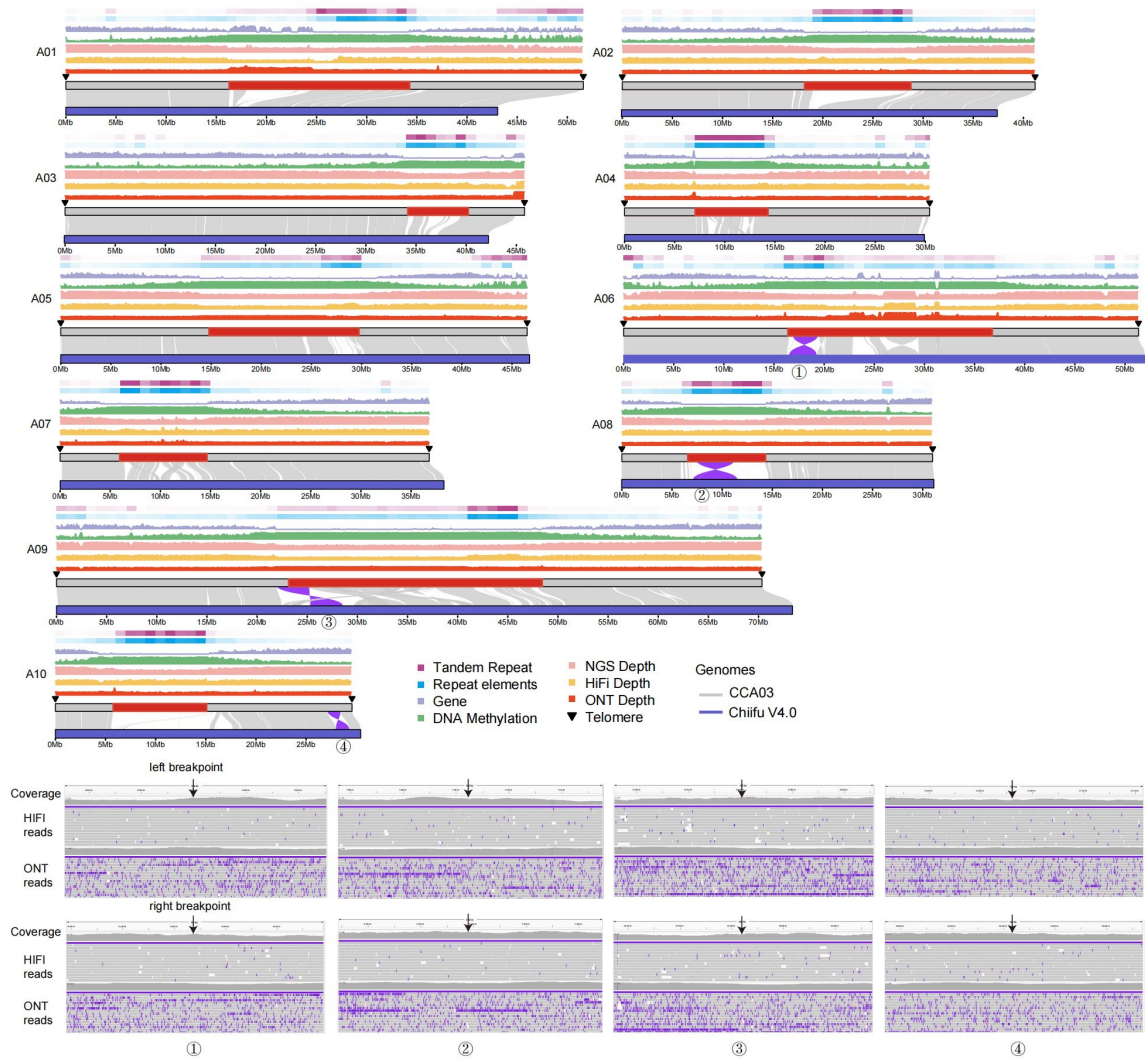 A01
0Mb 5Mb 10Mb 15Mb 20Mb 25Mb 30Mb 35Mb 40Mb 45Mb 50Mb
A02
0Mb 5Mb 10Mb 15Mb 20Mb 25Mb 30Mb 35Mb 40Mb
A03
0Mb 5Mb 10Mb 15Mb 20Mb 25Mb 30Mb 35Mb 40Mb 45Mb
A04
0Mb 5Mb 10Mb 15Mb 20Mb 25Mb 30Mb
A05
0Mb 5Mb 10Mb 15Mb 20Mb 25Mb 30Mb 35Mb 40Mb 45Mb
A06
0Mb 5Mb 10Mb 15Mb 20Mb 25Mb 30Mb 35Mb 40Mb 45Mb 50Mb
①
A07
0Mb 5Mb 10Mb 15Mb 20Mb 25Mb 30Mb 35Mb
A08
0Mb 5Mb 10Mb 15Mb 20Mb 25Mb 30Mb
②
A09
0Mb 5Mb 10Mb 15Mb 20Mb 25Mb 30Mb 35Mb 40Mb 45Mb 50Mb 55Mb 60Mb 65Mb 70Mb
③
A10
0Mb 5Mb 10Mb 15Mb 20Mb 25Mb 30Mb
④
Tandem Repeat
Repeat elements
Gene
DNA Methylation
NGS Depth
HiFi Depth
ONT Depth
Telomere
Genomes
CCA03
Chiifu V4.0
left breakpoint
Coverage
HIFI
reads
ONT
reads
right breakpoint
Coverage
HIFI
reads
ONT
reads
① ② ③ ④